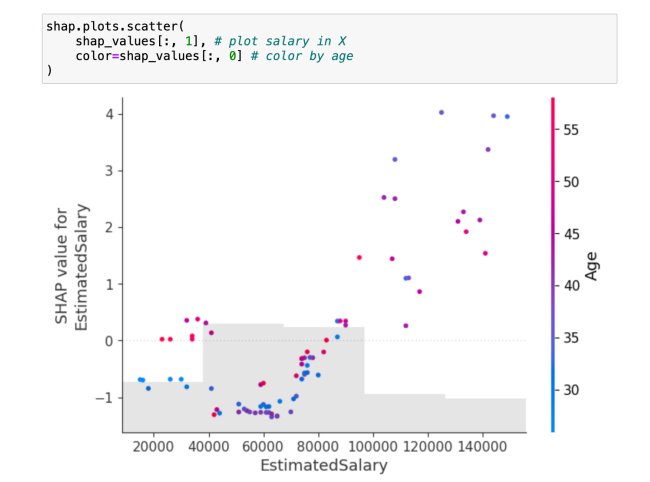 shap.plots.scatter(
shap_values[:, 1], # plot salary in X
color=shap_values[:, 0] # color by age
)
4
3
2
1
0
−1
SHAP value for
EstimatedSalary
20000 40000 60000 80000 100000 120000 140000
EstimatedSalary
55
50
45
40
35
30
Age